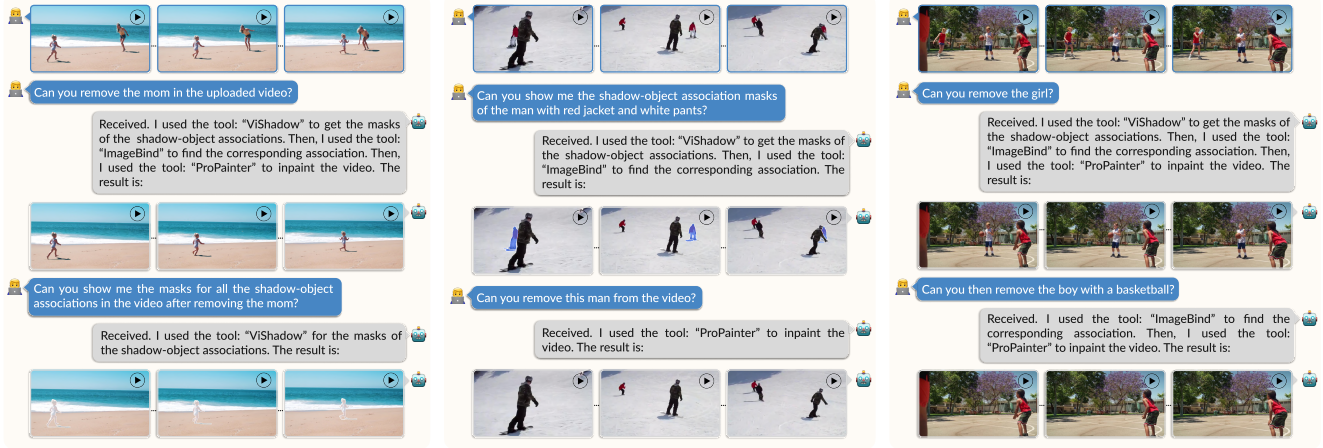 Can you remove the mom in the uploaded video?
Received. I used the tool: “ViShadow” to get the masks
of the shadow-object associations. Then, I used the tool:
“ImageBind” to find the corresponding association. Then,
I used the tool: “ProPainter” to inpaint the video. The
result is:
Can you show me the masks for all the shadow-object
associations in the video after removing the mom?
Received. I used the tool: “ViShadow” for the masks of
the shadow-object associations. The result is:
Can you show me the shadow-object association masks
of the man with red jacket and white pants?
Received. I used the tool: “ViShadow” to get the masks of
the shadow-object associations. Then, I used the tool:
“ImageBind” to find the corresponding association. The
result is:
Can you remove this man from the video?
Received. I used the tool: “ProPainter” to inpaint the
video. The result is:
Can you remove the girl?
Received. I used the tool: “ViShadow” to get the masks of
the shadow-object associations. Then, I used the tool:
“ImageBind” to find the corresponding association. Then,
I used the tool: “ProPainter” to inpaint the video. The
result is:
Can you then remove the boy with a basketball?
Received. I used the tool: “ImageBind” to find the
corresponding association. Then, I used the tool:
“ProPainter” to inpaint the video. The result is: